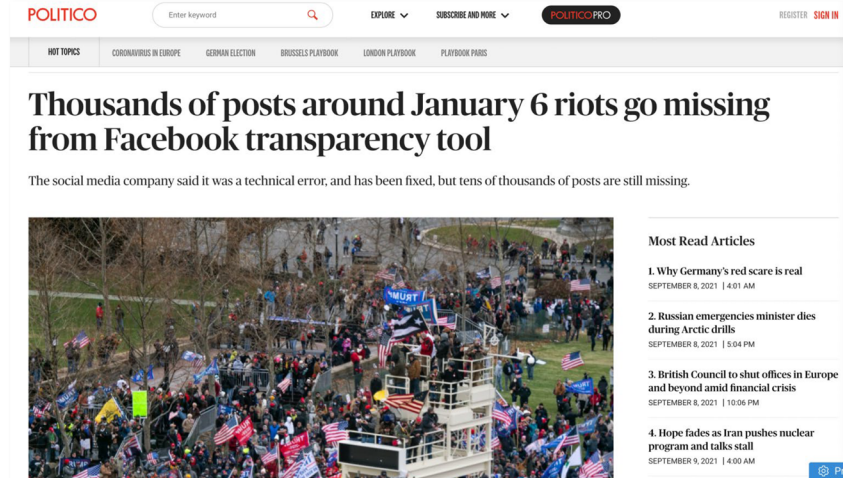 POLITICO
Enter keyword
EXPLORE
SUBSCRIBE AND MORE
POLITICOPRO
REGISTER SIGN IN
HOT TOPICS
CORONAVIRUS IN EUROPE
GERMAN ELECTION
BRUSSELS PLAYBOOK
LONDON PLAYBOOK
PLAYBOOK PARIS
Thousands of posts around January 6 riots go missing
from Facebook transparency tool
The social media company said it was a technical error, and has been fixed, but tens of thousands of posts are still missing.
TRUMP
Most Read Articles
1. Why Germany's red scare is real
SEPTEMBER 8, 2021 | 4:01 AM
2. Russian emergencies minister dies
during Arctic drills
SEPTEMBER 8, 2021 | 5:04 PM
3. British Council to shut offices in Europe
and beyond amid financial crisis
SEPTEMBER 8, 2021 | 10:06 PM
4. Hope fades as Iran pushes nuclear
program and talks stall
SEPTEMBER 9, 2021 | 4:00 AM